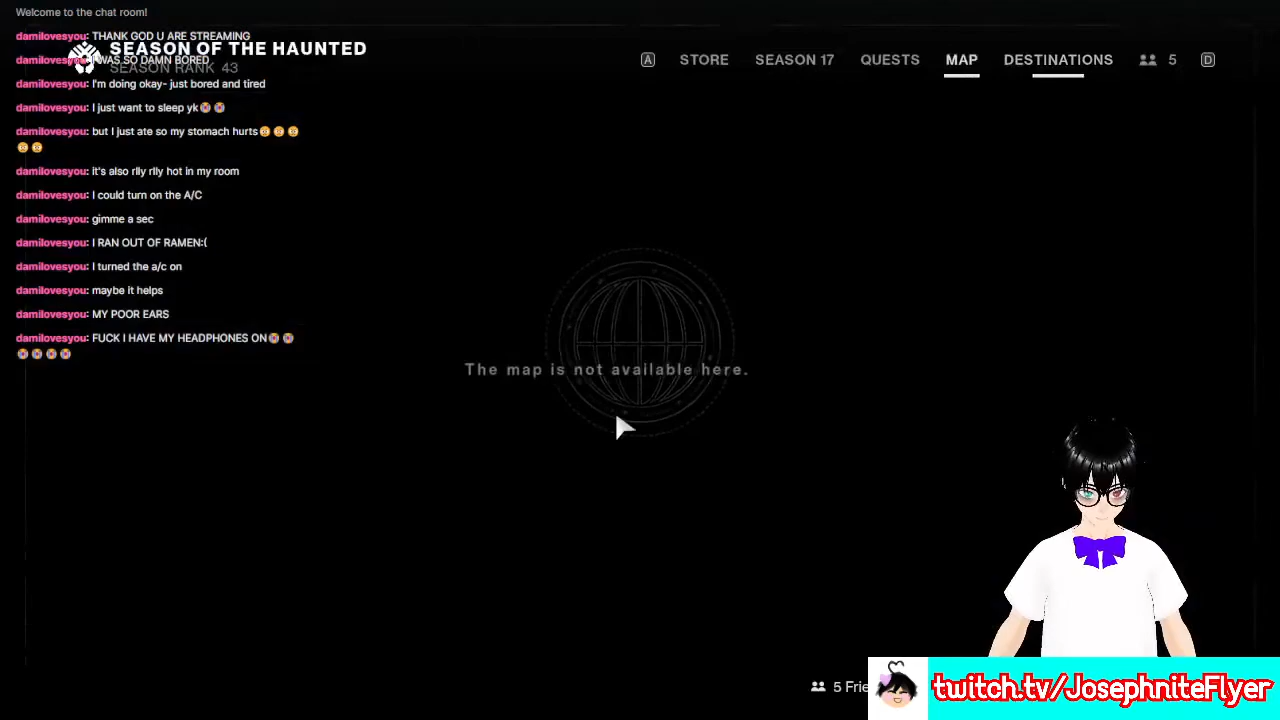 Welcome to the chat room!
damilovesyou: THANK GOD U ARE STREAMING
SEASON OF THE HAUNTED
damilovesyou: I WAS SO DAMN BORED
SEASON RANK 43
A STORE SEASON 17 QUESTS MAP DESTINATIONS 5 D
damilovesyou: I'm doing okay- just bored and tired
damilovesyou: I just want to sleep yk😭😭
damilovesyou: but I just ate so my stomach hurts😳😳😳
😳😳
damilovesyou: it's also rlly rlly hot in my room
damilovesyou: I could turn on the A/C
damilovesyou: gimme a sec
damilovesyou: I RAN OUT OF RAMEN:(
damilovesyou: I turned the a/c on
damilovesyou: maybe it helps
damilovesyou: MY POOR EARS
damilovesyou: FUCK I HAVE MY HEADPHONES ON😭😭
😭😭😭😭
The map is not available here.
5 Frie
twitch.tv/JosephniteFlyer